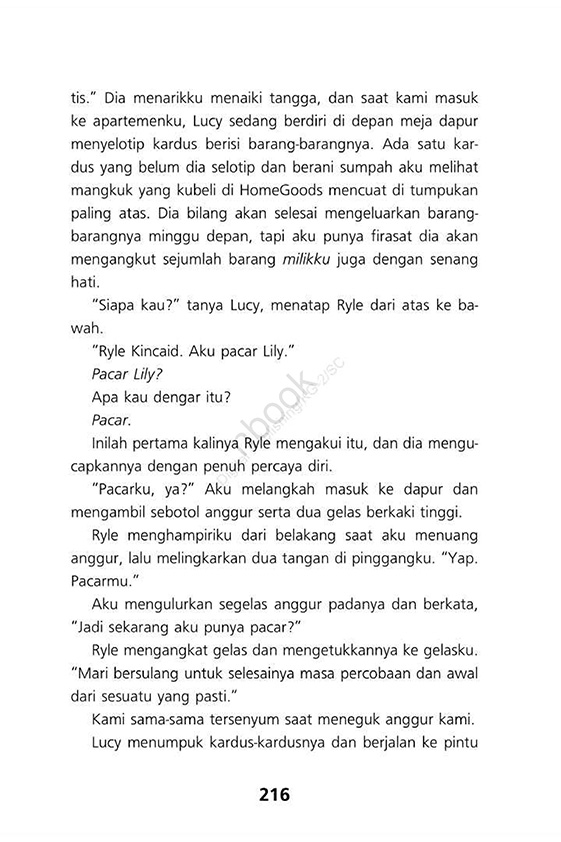 tis.” Dia menarikku menaiki tangga, dan saat kami masuk
ke apartemenku, Lucy sedang berdiri di depan meja dapur
menyelotip kardus berisi barang-barangnya. Ada satu kar-
dus yang belum dia selotip dan berani sumpah aku melihat
mangkuk yang kubeli di HomeGoods mencuat di tumpukan
paling atas. Dia bilang akan selesai mengeluarkan barang-
barangnya minggu depan, tapi aku punya firasat dia akan
mengangkut sejumlah barang milikku juga dengan senang
hati.
“Siapa kau?” tanya Lucy, menatap Ryle dari atas ke ba-
wah.
“Ryle Kincaid. Aku pacar Lily.”
Pacar Lily?
Apa kau dengar itu?
Pacar.
Inilah pertama kalinya Ryle mengakui itu, dan dia mengu-
capkannya dengan penuh percaya diri.
“Pacarku, ya?” Aku melangkah masuk ke dapur dan
mengambil sebotol anggur serta dua gelas berkaki tinggi.
Ryle menghampiriku dari belakang saat aku menuang
anggur, lalu melingkarkan dua tangan di pinggangku. “Yap.
Pacarmu.”
Aku mengulurkan segelas anggur padanya dan berkata,
“Jadi sekarang aku punya pacar?”
Ryle mengangkat gelas dan mengetukkannya ke gelasku.
“Mari bersulang untuk selesainya masa percobaan dan awal
dari sesuatu yang pasti.”
Kami sama-sama tersenyum saat meneguk anggur kami.
Lucy menumpuk kardus-kardusnya dan berjalan ke pintu
216